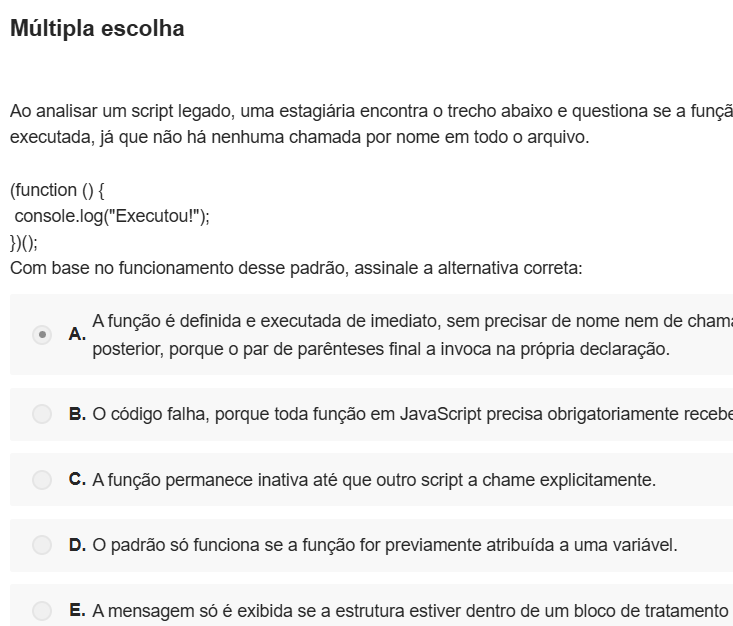 Múltipla escolha
Ao analisar um script legado, uma estagiária encontra o trecho abaixo e questiona se a
executada, já que não há nenhuma chamada por nome em todo o arquivo.
(function () {
console.log("Executou!");
})();
Com base no funcionamento desse padrão, assinale a alternativa correta:
A. A função é definida e executada de imediato, sem precisar de nome nem de
posterior, porque o par de parênteses final a invoca na própria declaração.
B. O código falha, porque toda função em JavaScript precisa obrigatoriamente
C. A função permanece inativa até que outro script a chame explicitamente.
D. O padrão só funciona se a função for previamente atribuída a uma variável.
E. A mensagem só é exibida se a estrutura estiver dentro de um bloco de tratamento